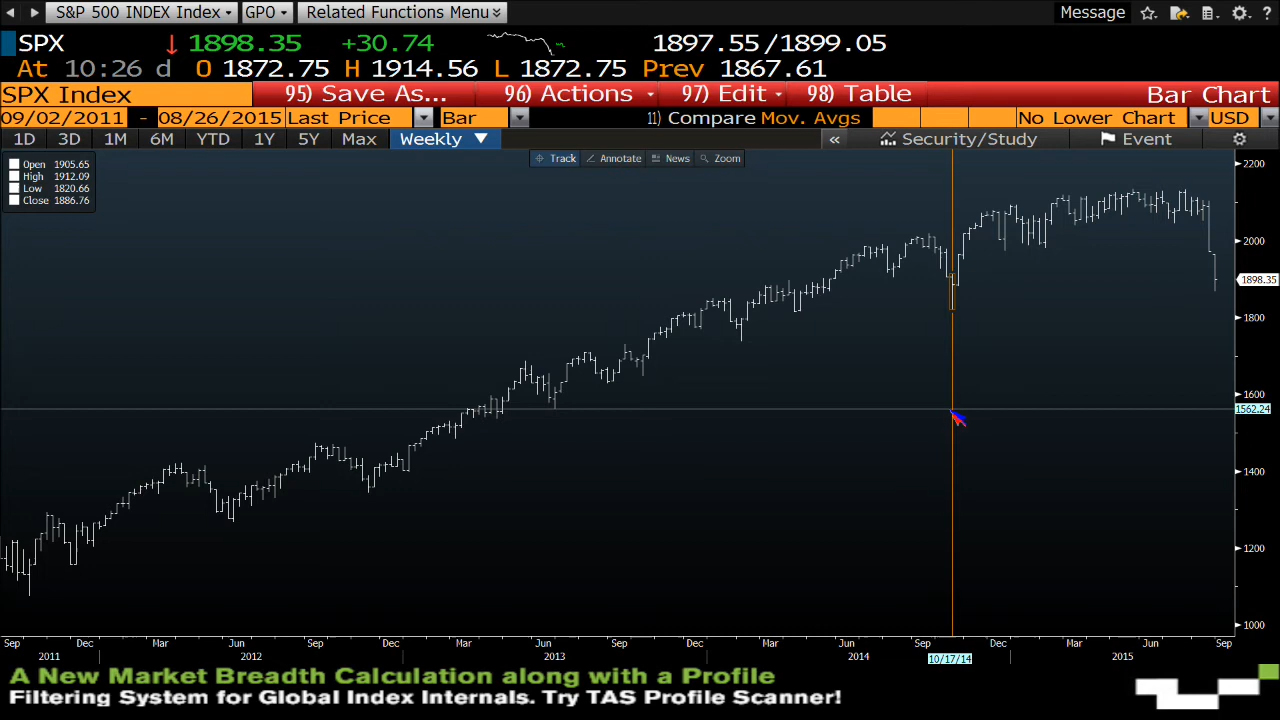 S&P 500 INDEX Index GPO Related Functions Menu Message ?
SPX 1898.35 +30.74 1897.55/1899.05
At 10:26 d O 1872.75 H 1914.56 L 1872.75 Prev 1867.61
SPX Index 95) Save As... 96) Actions 97) Edit 98) Table Bar Chart
09/02/2011 - 08/26/2015 Last Price Bar 11) Compare Mov. Avgs No Lower Chart USD
1D 3D 1M 6M YTD 1Y 5Y Max Weekly ▼ « Security/Study Event
Track Annotate News Zoom
Open 1905.65
High 1912.09
Low 1820.66
Close 1886.76
2200
2000
1898.35
1800
1600
1562.24
1400
1200
1000
Sep Dec Mar Jun Sep Dec Mar Jun Sep Dec Mar Jun Sep Dec Mar Jun Sep
2011 2012 2013 2014 10/17/14 2015
A New Market Breadth Calculation along with a Profile
Filtering System for Global Index Internals. Try TAS Profile Scanner!